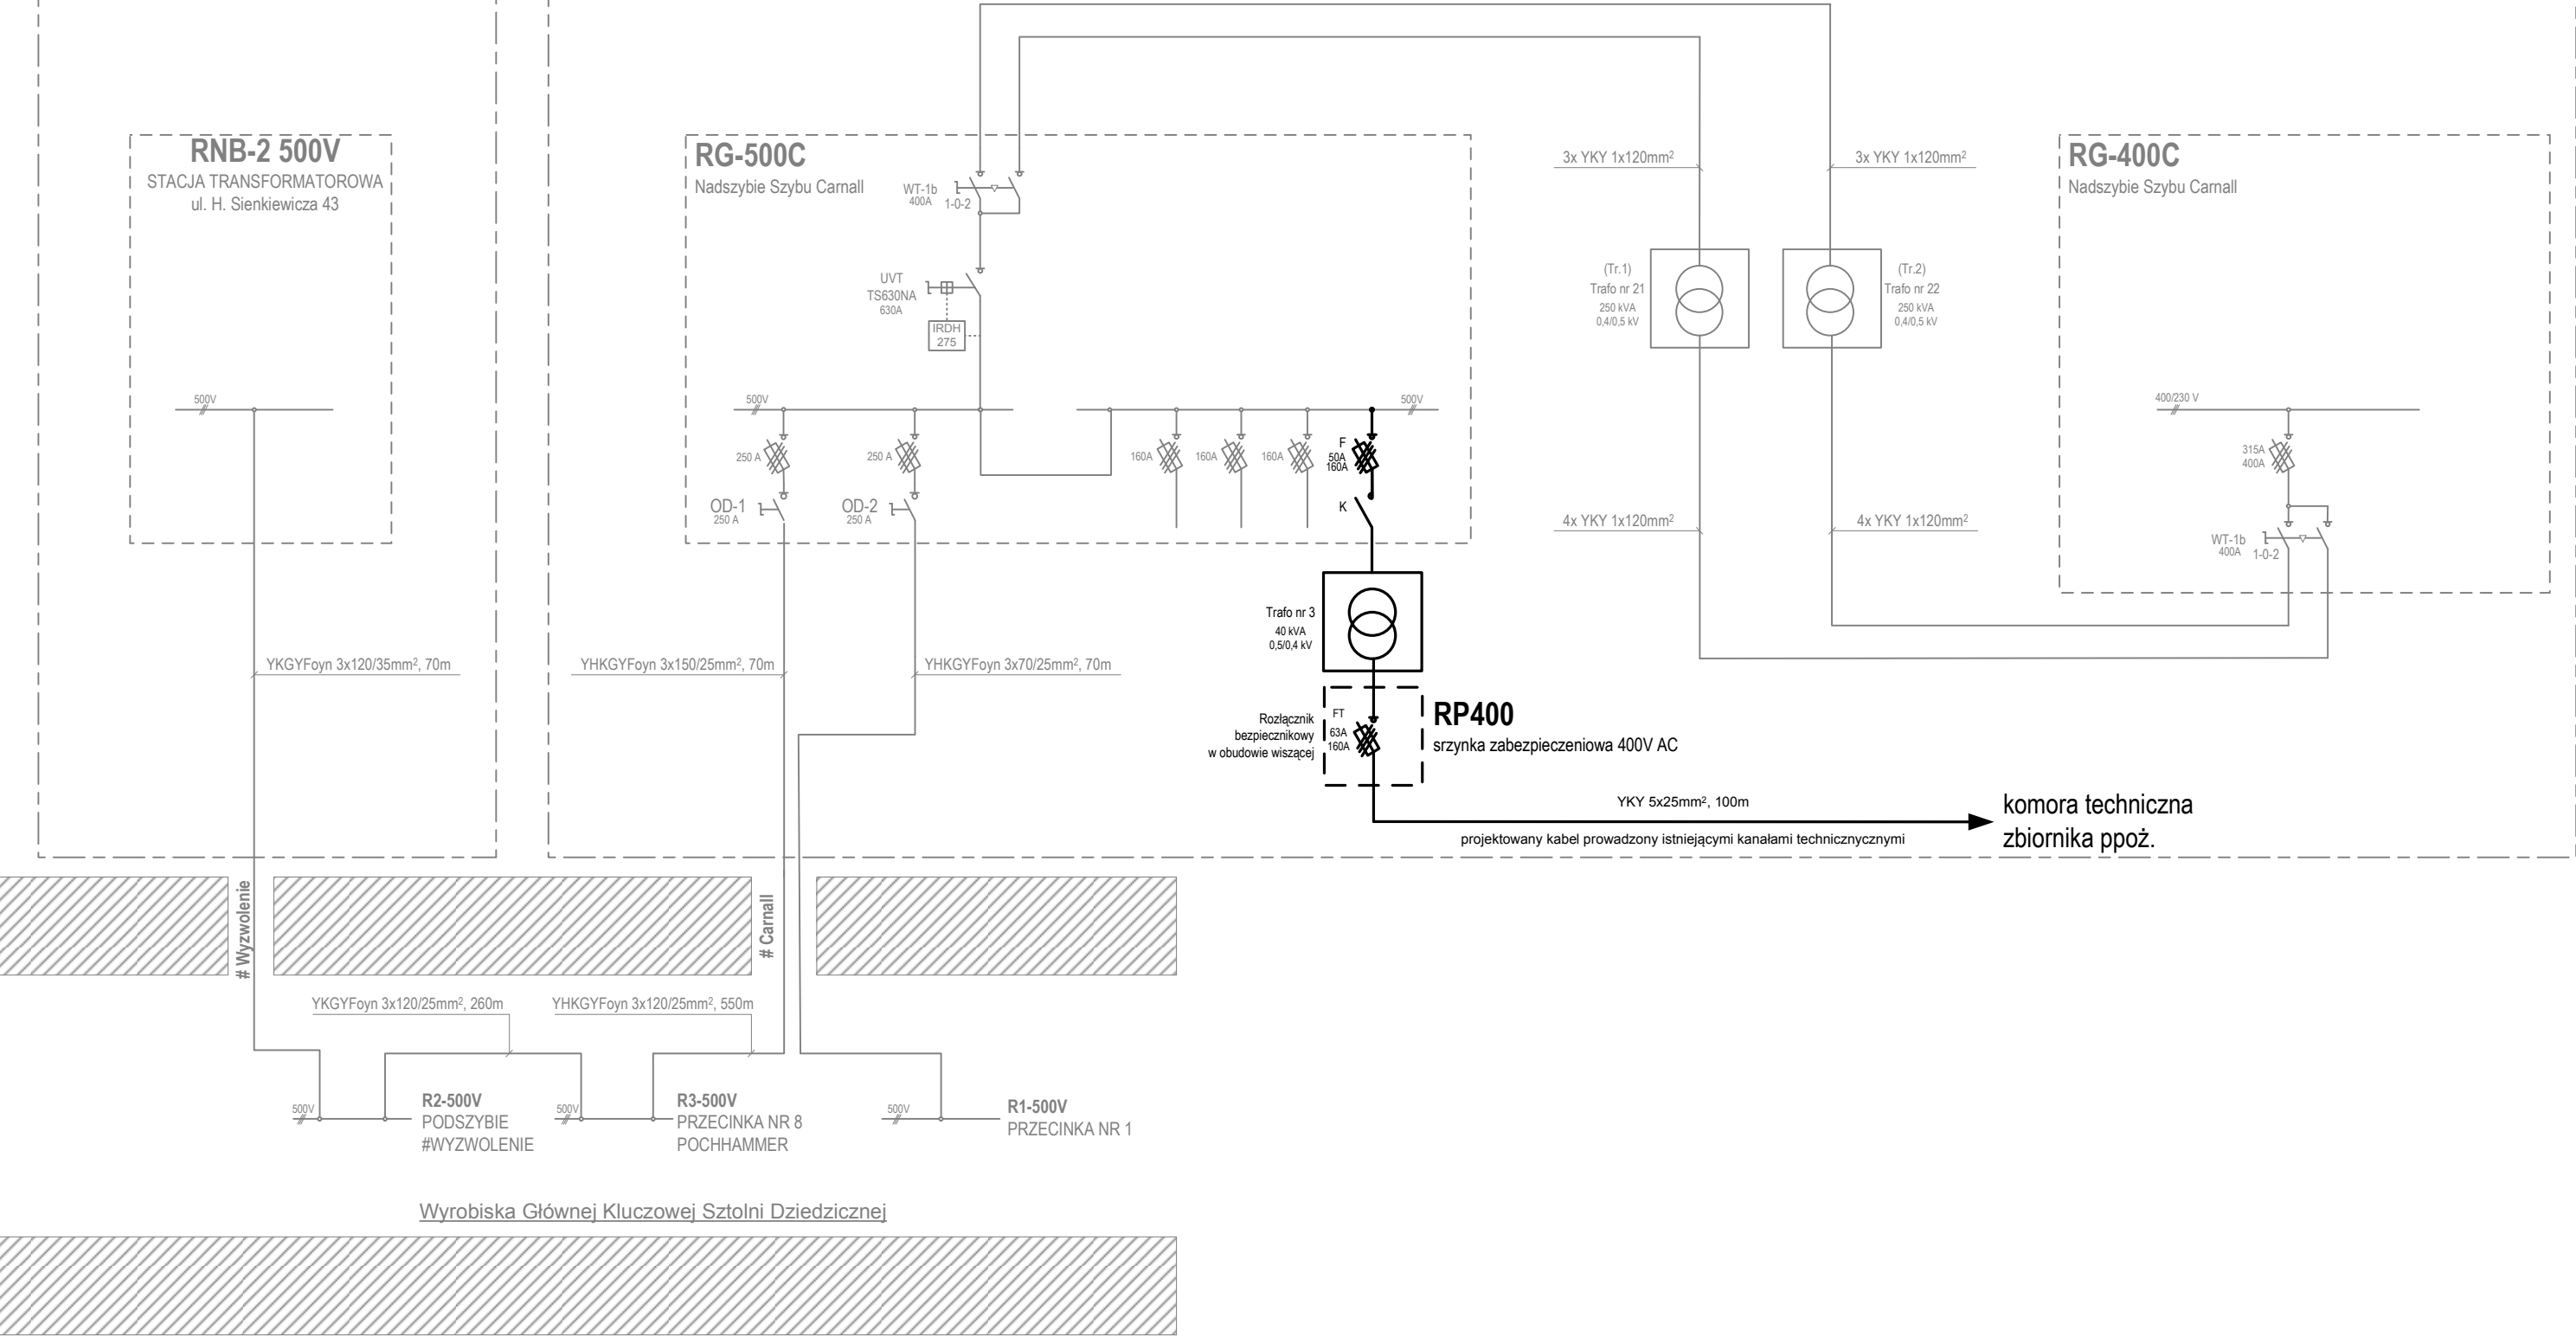 RNB-2 500V
STACJA TRANSFORMATOROWA
ul. H. Sienkiewicza 43
500V
YKGYFoyn 3x120/35mm², 70m
RG-500C
Nadszybie Szybu Carnall
WT-1b
400A
1-0-2
UVT
TS630NA
630A
IRDH
275
500V
250 A
250 A
OD-1
250 A
OD-2
250 A
500V
160A
160A
160A
F
50A
160A
K
YHKGYFoyn 3x150/25mm², 70m
YHKGYFoyn 3x70/25mm², 70m
Trafo nr 3
40 kVA
0,5/0,4 kV
Rozłącznik
bezpiecznikowy
w obudowie wiszącej
FT
63A
160A
RP400
srzynka zabezpieczeniowa 400V AC
YKY 5x25mm², 100m
projektowany kabel prowadzony istniejącymi kanałami technicznycznymi
komora techniczna
zbiornika ppoż.
3x YKY 1x120mm²
3x YKY 1x120mm²
(Tr.1)
Trafo nr 21
250 kVA
0,4/0,5 kV
(Tr.2)
Trafo nr 22
250 kVA
0,4/0,5 kV
4x YKY 1x120mm²
4x YKY 1x120mm²
RG-400C
Nadszybie Szybu Carnall
400/230 V
315A
400A
WT-1b
400A
1-0-2
# Wyzwolenie
# Carnall
YKGYFoyn 3x120/25mm², 260m
YHKGYFoyn 3x120/25mm², 550m
500V
R2-500V
PODSZYBIE
#WYZWOLENIE
500V
R3-500V
PRZECINKA NR 8
POCHHAMMER
500V
R1-500V
PRZECINKA NR 1
Wyrobiska Głównej Kluczowej Sztolni Dziedzicznej